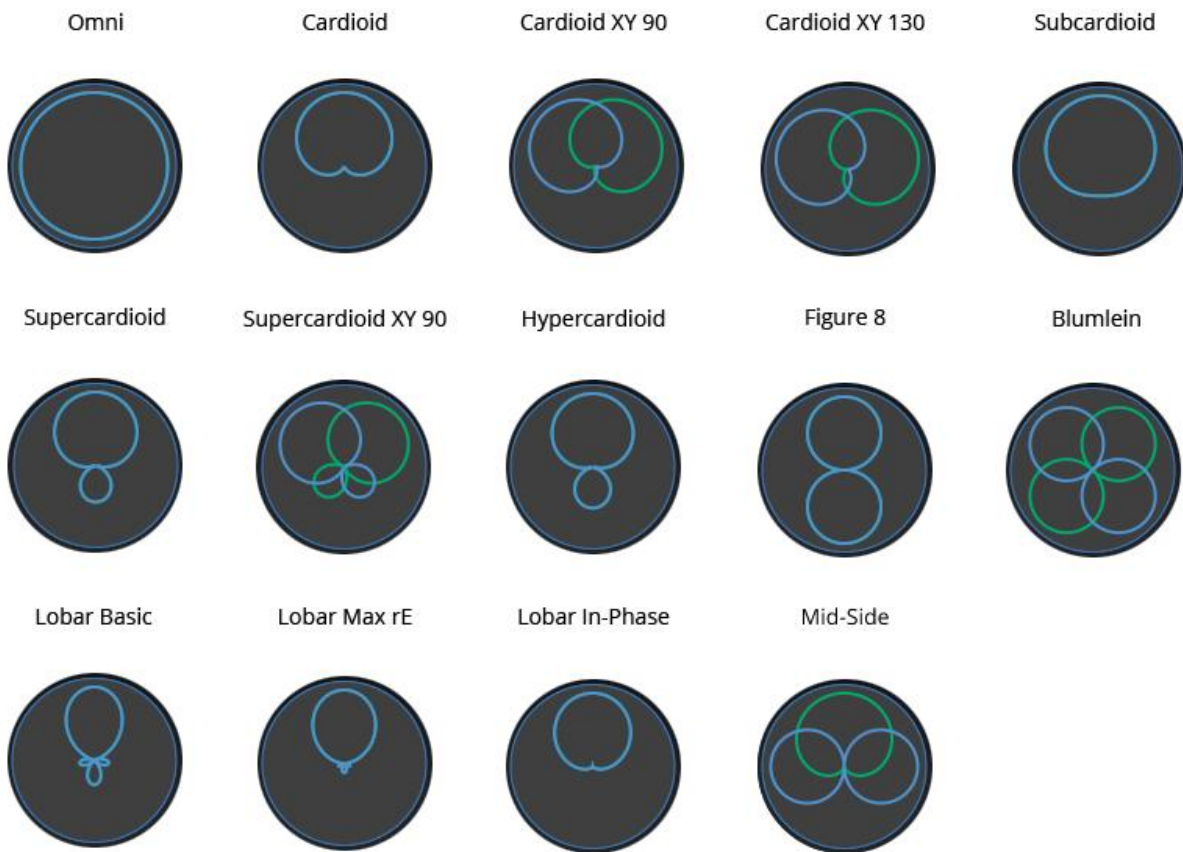 Omni
Cardioid
Cardioid XY 90
Cardioid XY 130
Subcardioid
Supercardioid
Supercardioid XY 90
Hypercardioid
Figure 8
Blumlein
Lobar Basic
Lobar Max rE
Lobar In-Phase
Mid-Side